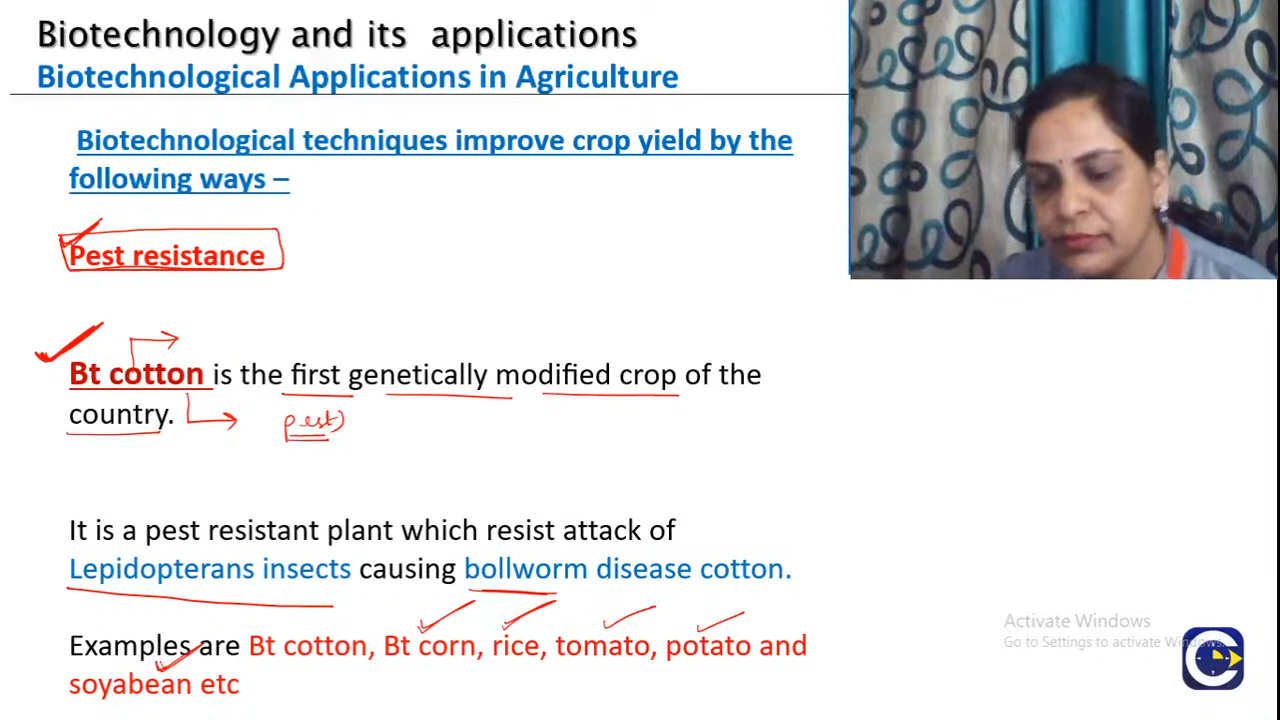 Biotechnology and its applications
Biotechnological Applications in Agriculture
Biotechnological techniques improve crop yield by the
following ways –
Pest resistance
Bt cotton is the first genetically modified crop of the
country.
pest)
It is a pest resistant plant which resist attack of
Lepidopterans insects causing bollworm disease cotton.
Examples are Bt cotton, Bt corn, rice, tomato, potato and
soyabean etc
Activate Windows
Go to Settings to activate Windows.